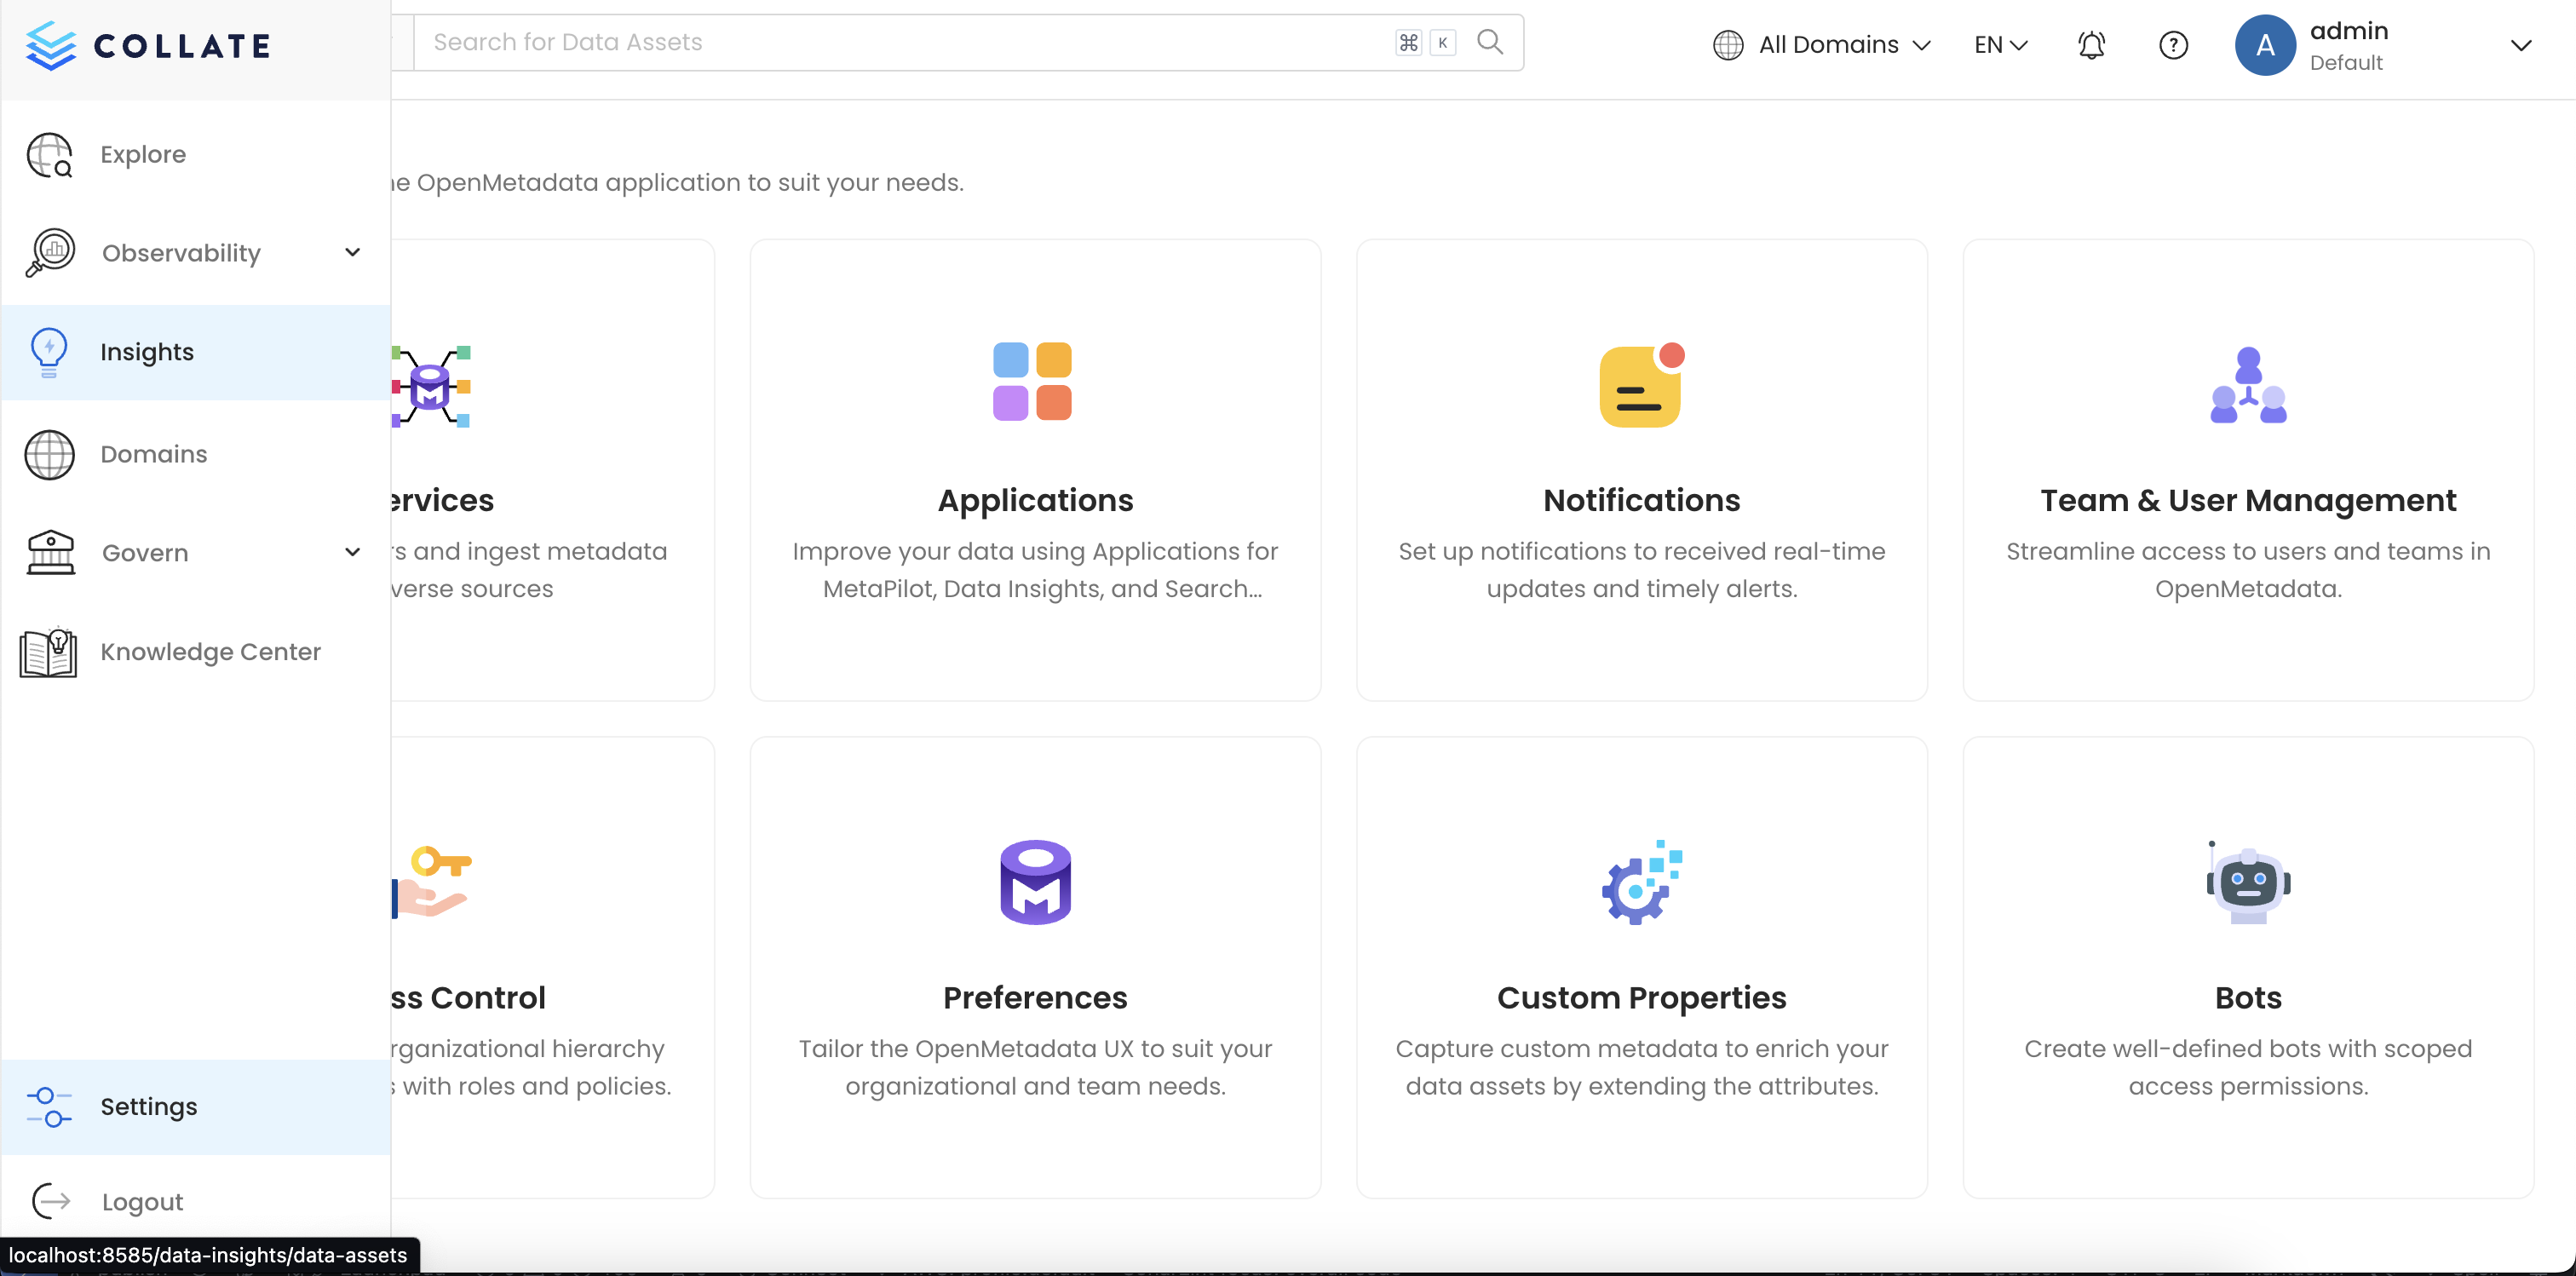 COLLATE
Search for Data Assets
⌘ K
All Domains
EN
A
admin
Default
Explore
Observability
Insights
Domains
Govern
Knowledge Center
Settings
Logout
OpenMetadata application to suit your needs.
ervices
s and ingest metadata
verse sources
Applications
Improve your data using Applications for
MetaPilot, Data Insights, and Search...
Notifications
Set up notifications to received real-time
updates and timely alerts.
Team & User Management
Streamline access to users and teams in
OpenMetadata.
ss Control
rganizational hierarchy
with roles and policies.
Preferences
Tailor the OpenMetadata UX to suit your
organizational and team needs.
Custom Properties
Capture custom metadata to enrich your
data assets by extending the attributes.
Bots
Create well-defined bots with scoped
access permissions.
localhost:8585/data-insights/data-assets